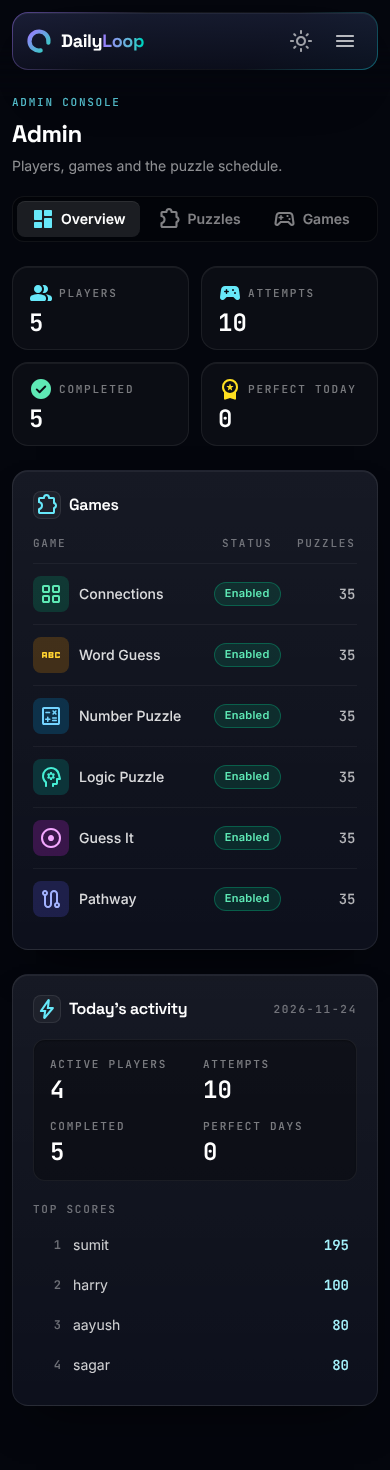 DailyLoop
ADMIN CONSOLE
Admin
Players, games and the puzzle schedule.
Overview Puzzles Games
PLAYERS ATTEMPTS
5 10
COMPLETED PERFECT TODAY
5 0
Games
GAME STATUS PUZZLES
Connections Enabled 35
ABC Word Guess Enabled 35
Number Puzzle Enabled 35
Logic Puzzle Enabled 35
Guess It Enabled 35
Pathway Enabled 35
Today's activity 2026-11-24
ACTIVE PLAYERS ATTEMPTS
4 10
COMPLETED PERFECT DAYS
5 0
TOP SCORES
1 sumit 195
2 harry 100
3 aayush 80
4 sagar 80